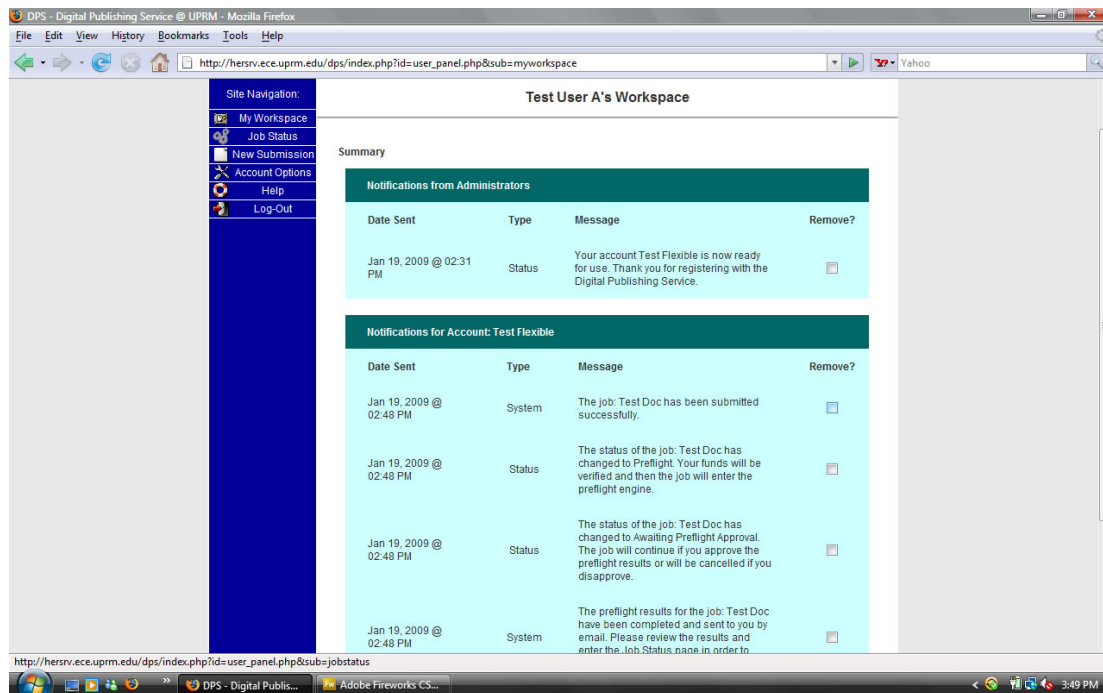 DPS - Digital Publishing Service @ UPRM - Mozilla Firefox
File Edit View History Bookmarks Tools Help
http://hersrv.ece.uprm.edu/dps/index.php?id=user_panel.php&sub=myworkspace
Yahoo
Site Navigation:
My Workspace
Job Status
New Submission
Account Options
Help
Log-Out
Test User A's Workspace
Summary
Notifications from Administrators
Date Sent Type Message Remove?
Jan 19, 2009 @ 02:31
PM
Status
Your account Test Flexible is now ready
for use. Thank you for registering with the
Digital Publishing Service.
Notifications for Account: Test Flexible
Date Sent Type Message Remove?
Jan 19, 2009 @
02:48 PM
System
The job: Test Doc has been submitted
successfully.
Jan 19, 2009 @
02:48 PM
Status
The status of the job: Test Doc has
changed to Preflight. Your funds will be
verified and then the job will enter the
preflight engine.
Jan 19, 2009 @
02:48 PM
Status
The status of the job: Test Doc has
changed to Awaiting Preflight Approval.
The job will continue if you approve the
preflight results or will be cancelled if you
disapprove.
Jan 19, 2009 @
02:48 PM
System
The preflight results for the job: Test Doc
have been completed and sent to you by
email. Please review the results and
enter the Job Status page in order to
http://hersrv.ece.uprm.edu/dps/index.php?id=user_panel.php&sub=jobstatus
DPS - Digital Publis...
Adobe Fireworks CS...
3:49 PM